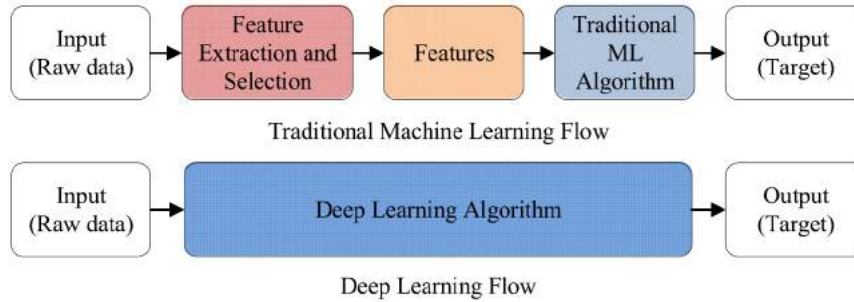 Input
(Raw data)
Feature
Extraction and
Selection
Features
Traditional
ML
Algorithm
Output
(Target)
Traditional Machine Learning Flow
Input
(Raw data)
Deep Learning Algorithm
Output
(Target)
Deep Learning Flow